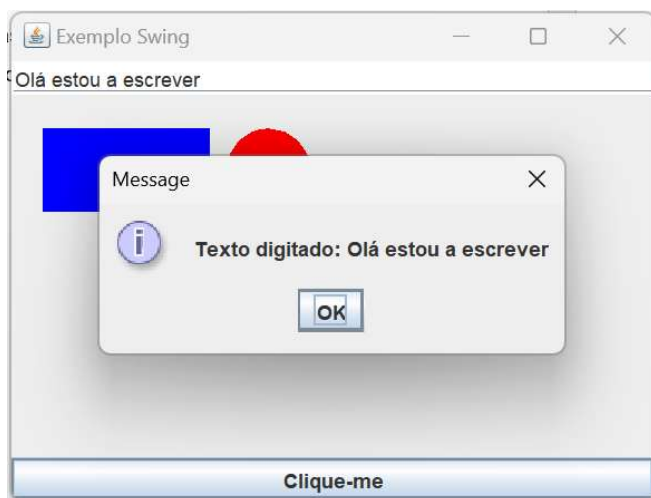 Exemplo Swing
Olá estou a escrever
Message
i
Texto digitado: Olá estou a escrever
OK
Clique-me